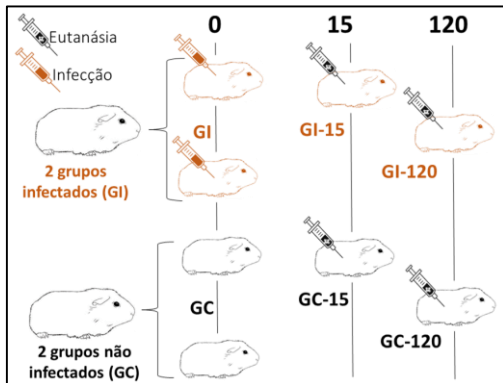 Eutanásia
Infecção
0
15
120
GI
GI-15
GI-120
2 grupos
infectados (GI)
GC
GC-15
GC-120
2 grupos não
infectados (GC)